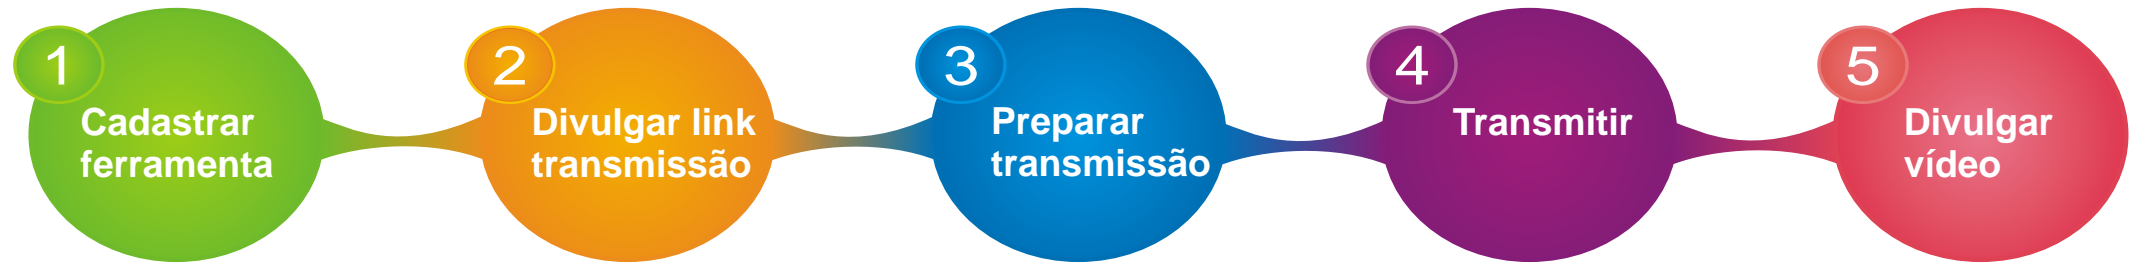 1
Cadastrar
ferramenta
2
Divulgar link
transmissão
3
Preparar
transmissão
4
Transmitir
5
Divulgar
vídeo